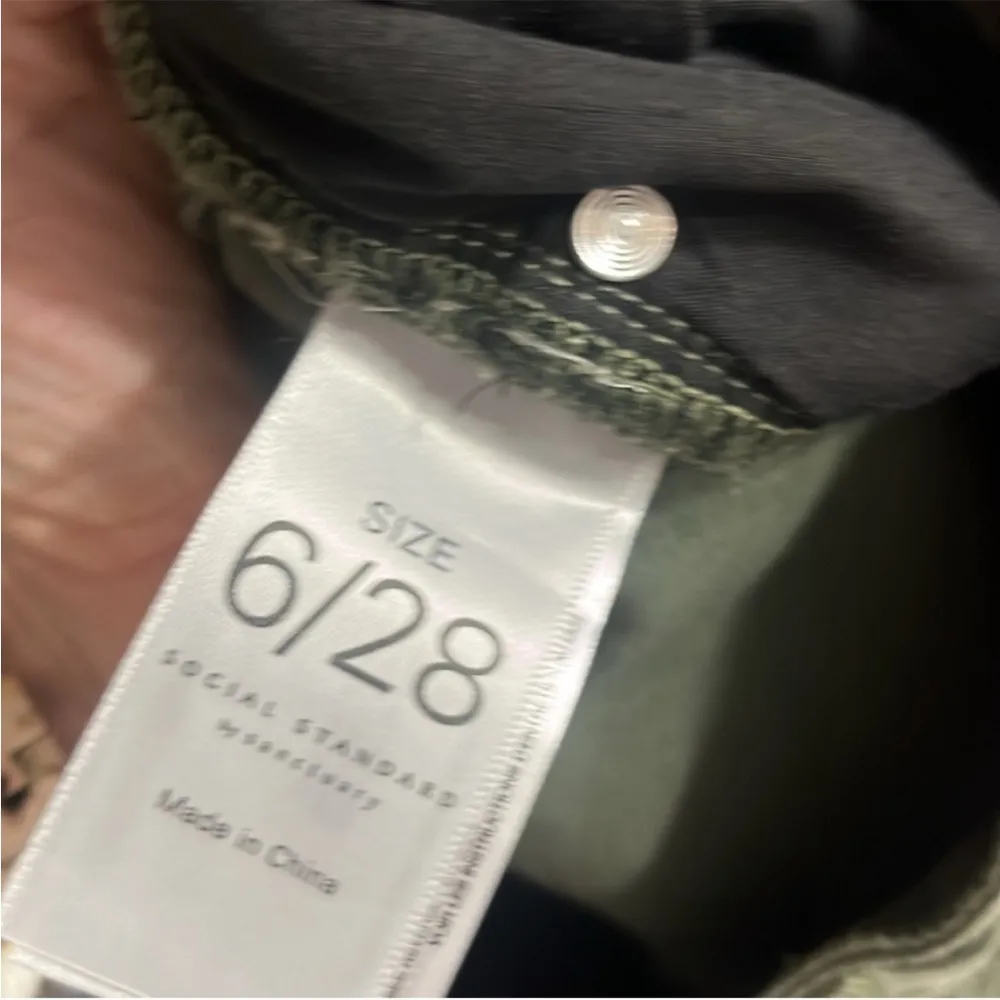 SIZE
6/28
SOCIAL STANDARD
by sanctuary
Made in China